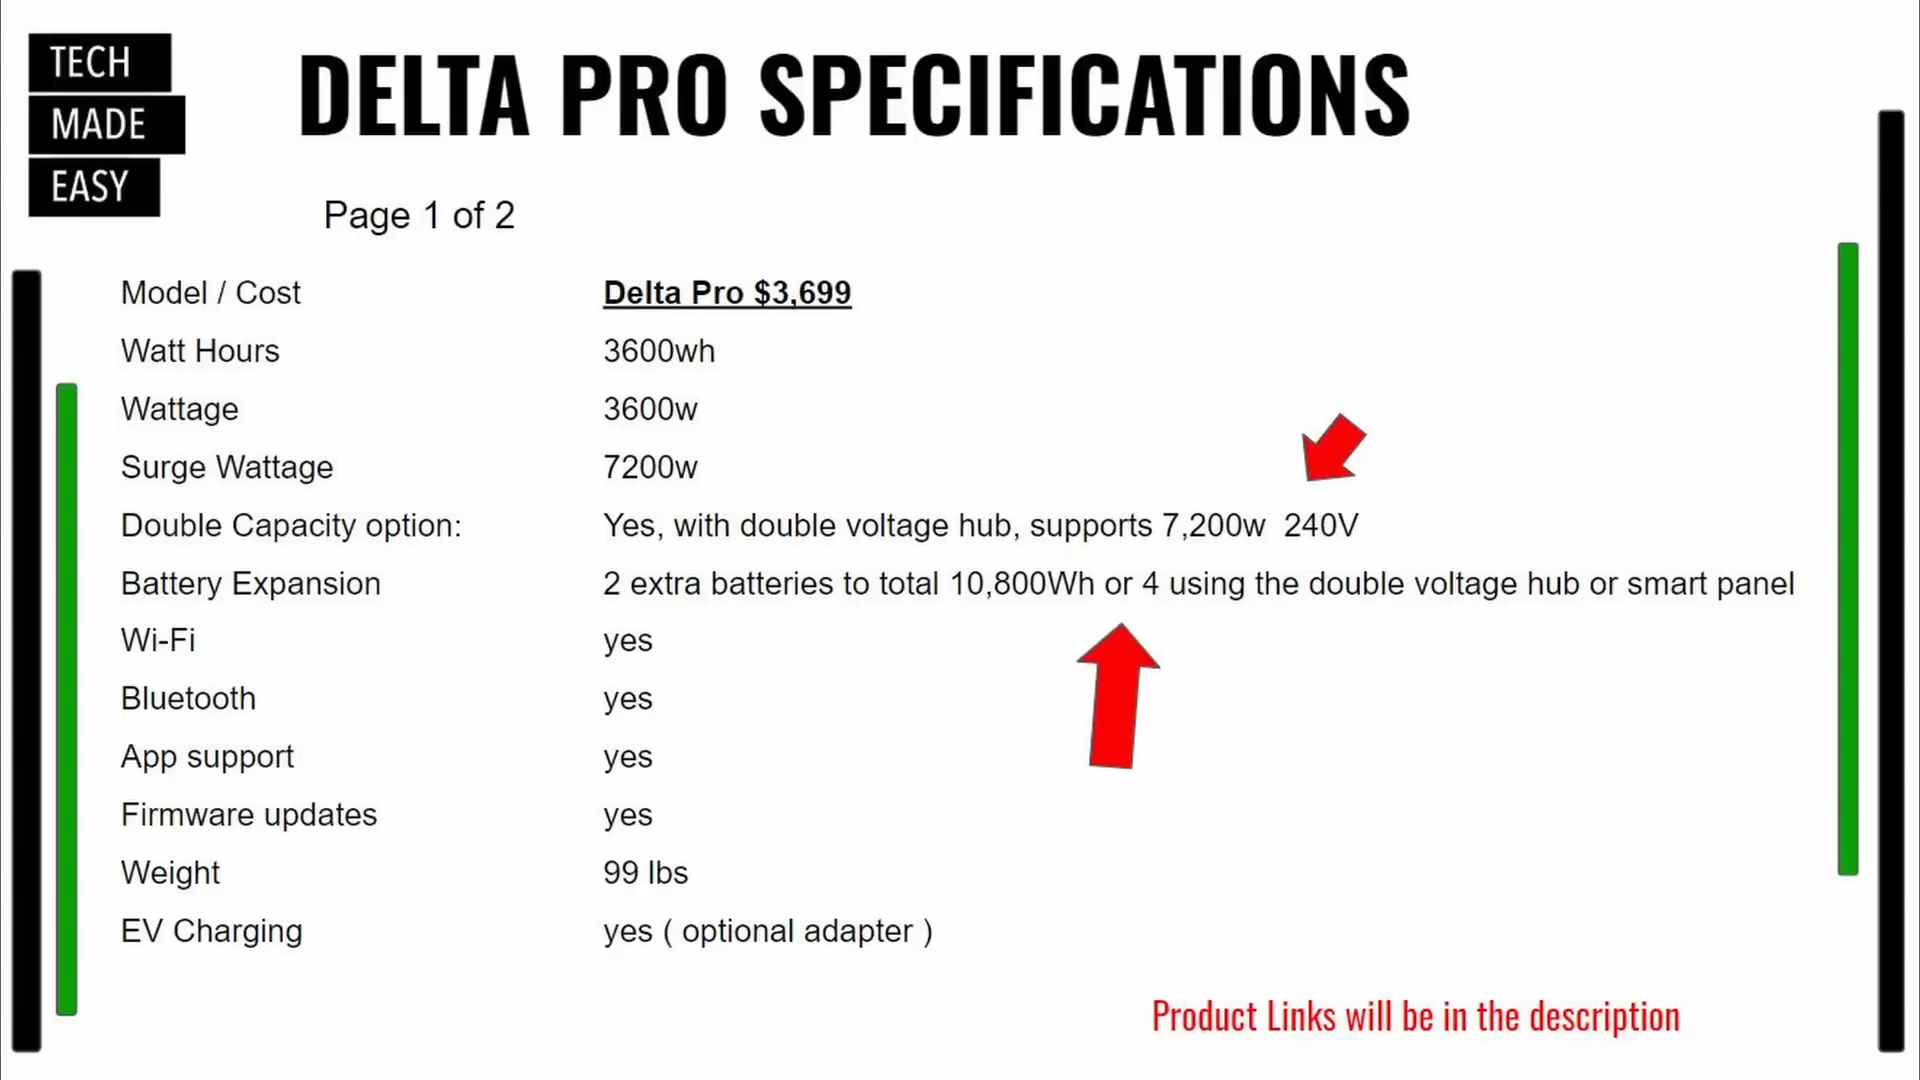 TECH
MADE
EASY
DELTA PRO SPECIFICATIONS
Page 1 of 2
Model / Cost Delta Pro $3,699
Watt Hours 3600wh
Wattage 3600w
Surge Wattage 7200w
Double Capacity option: Yes, with double voltage hub, supports 7,200w  240V
Battery Expansion 2 extra batteries to total 10,800Wh or 4 using the double voltage hub or smart panel
Wi-Fi yes
Bluetooth yes
App support yes
Firmware updates yes
Weight 99 lbs
EV Charging yes ( optional adapter )
Product Links will be in the description